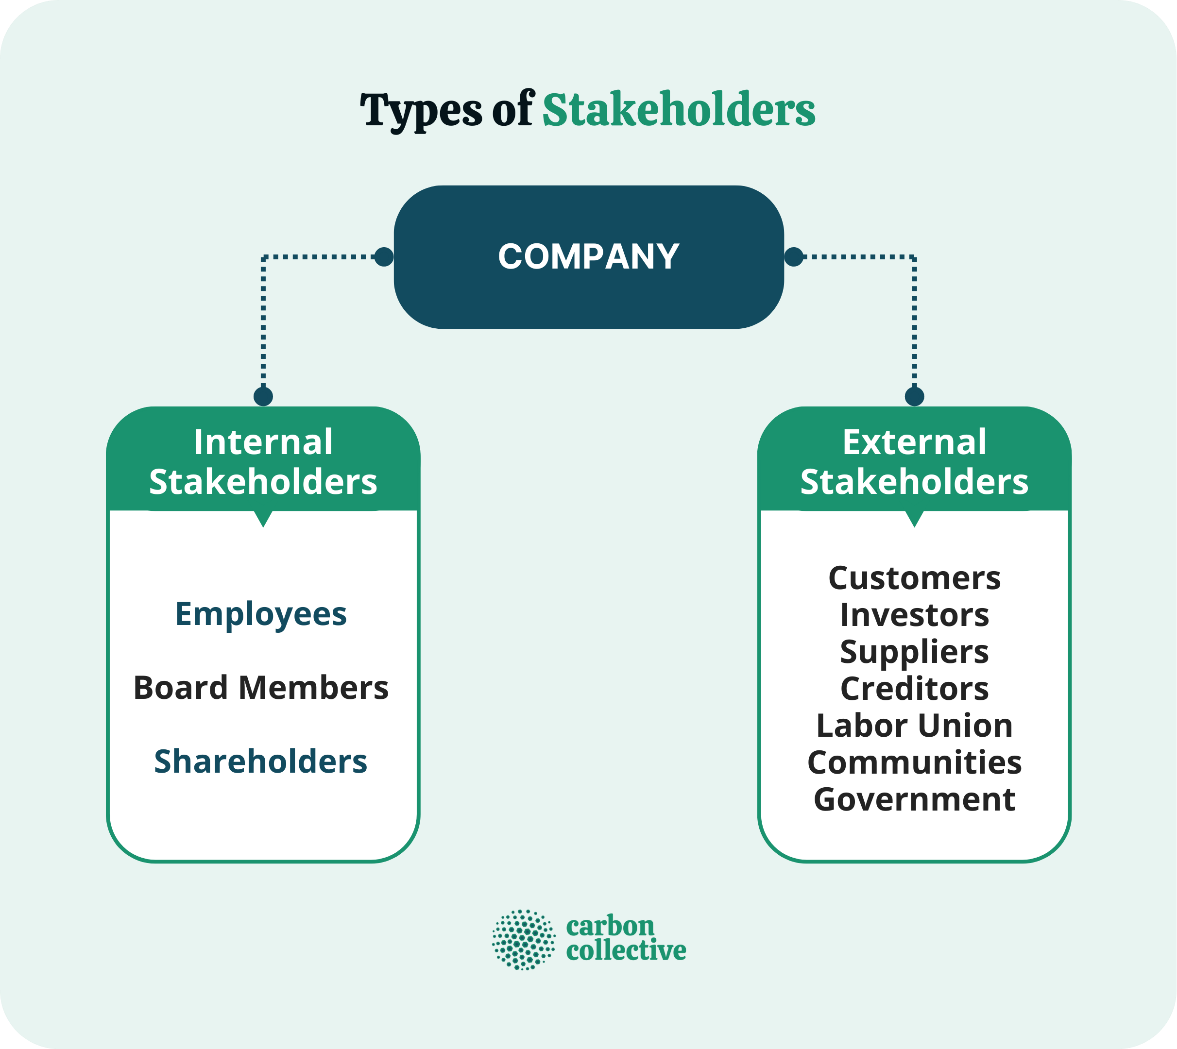 Types of Stakeholders
COMPANY
Internal
Stakeholders
Employees
Board Members
Shareholders
External
Stakeholders
Customers
Investors
Suppliers
Creditors
Labor Union
Communities
Government
carbon
collective